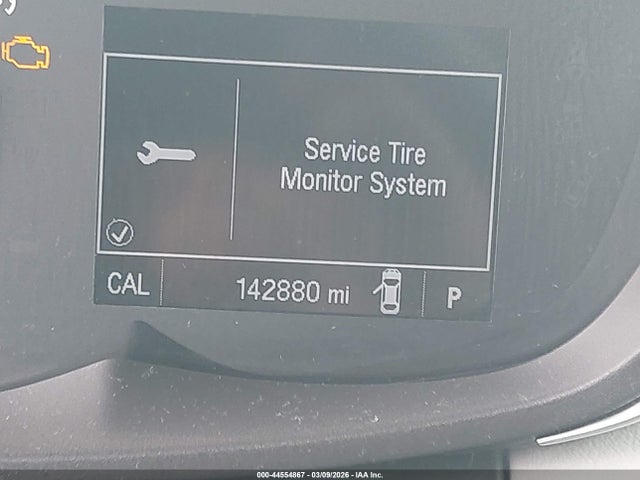 Service Tire
Monitor System
CAL 142880 mi P
000-44554867 - 03/09/2026 - IAA Inc.